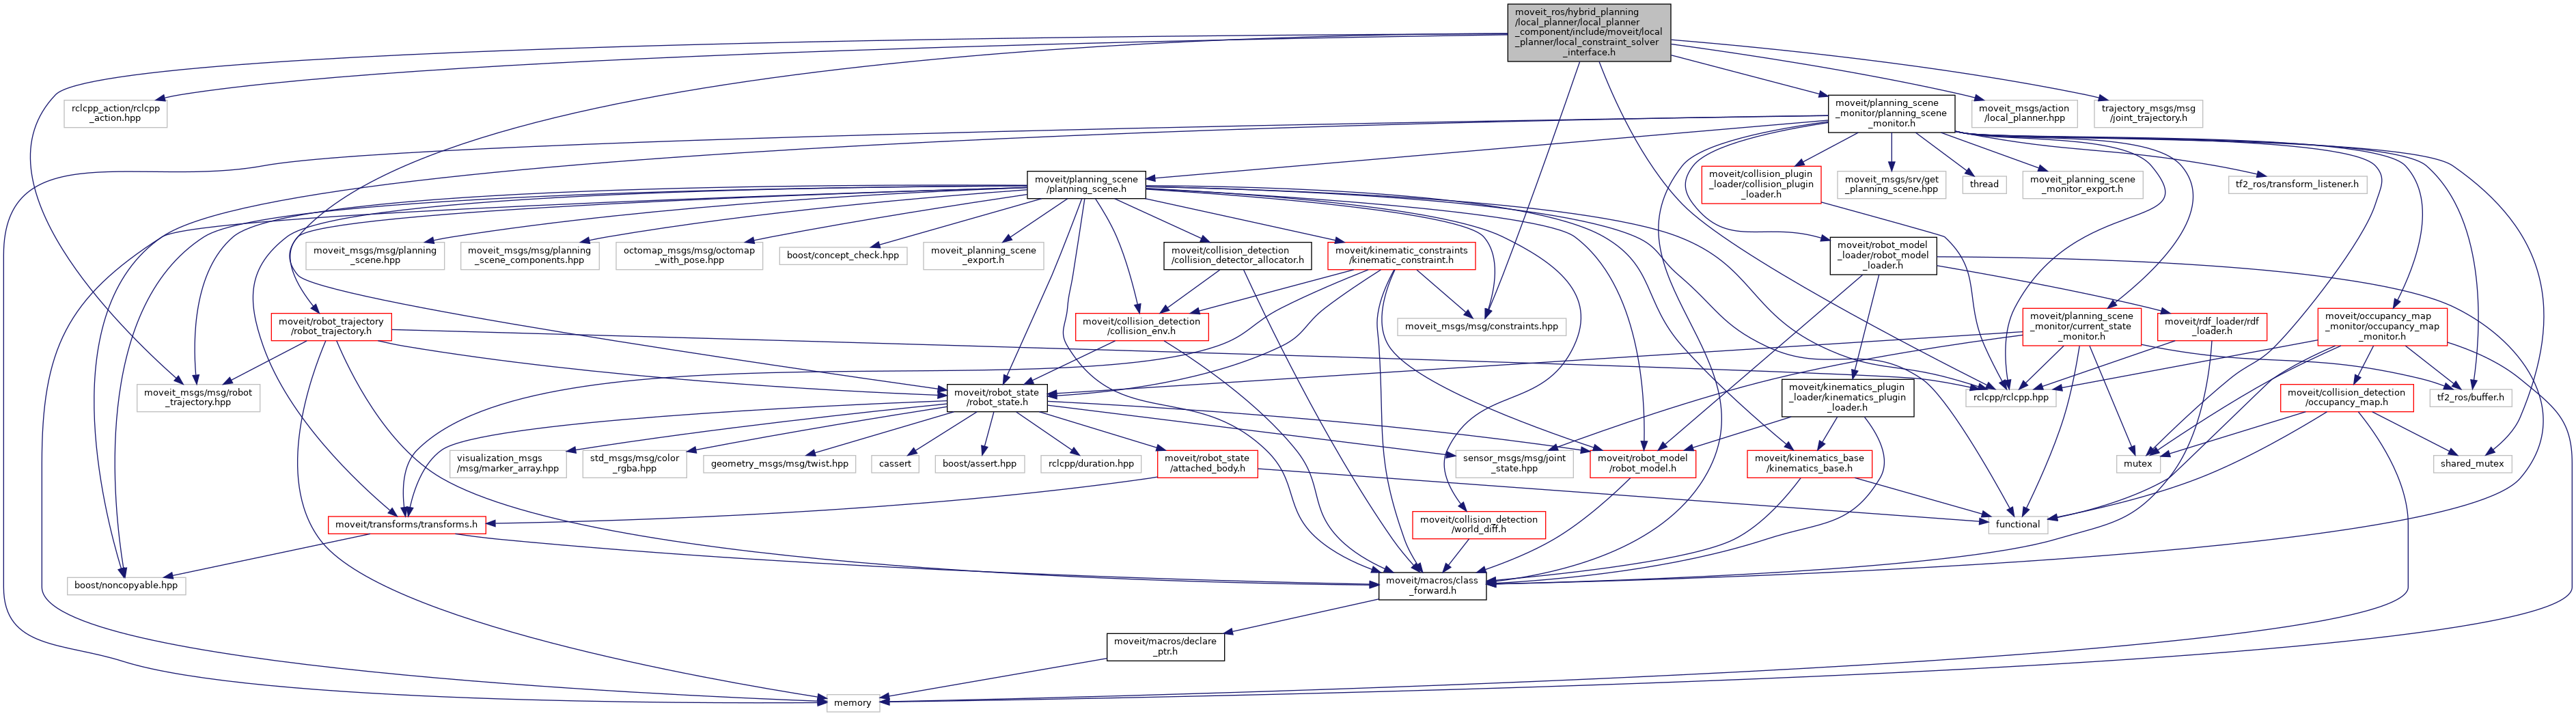 moveit_ros/hybrid_planning
/local_planner/local_planner
_component/include/moveit/local
_planner/local_constraint_solver
_interface.h
rclcpp_action/rclcpp
_action.hpp
moveit/planning_scene
_monitor/planning_scene
_monitor.h
moveit_msgs/action
/local_planner.hpp
trajectory_msgs/msg
/joint_trajectory.h
moveit/planning_scene
/planning_scene.h
moveit/collision_plugin
_loader/collision_plugin
_loader.h
moveit_msgs/srv/get
_planning_scene.hpp
thread
moveit_planning_scene
_monitor_export.h
tf2_ros/transform_listener.h
moveit_msgs/msg/planning
_scene.hpp
moveit_msgs/msg/planning
_scene_components.hpp
octomap_msgs/msg/octomap
_with_pose.hpp
boost/concept_check.hpp
moveit_planning_scene
_export.h
moveit/collision_detection
/collision_detector_allocator.h
moveit/kinematic_constraints
/kinematic_constraint.h
moveit/robot_model
_loader/robot_model
_loader.h
moveit/robot_trajectory
/robot_trajectory.h
moveit/collision_detection
/collision_env.h
moveit_msgs/msg/constraints.hpp
moveit/planning_scene
_monitor/current_state
_monitor.h
moveit/rdf_loader/rdf
_loader.h
moveit/occupancy_map
_monitor/occupancy_map
_monitor.h
moveit_msgs/msg/robot
_trajectory.hpp
moveit/robot_state
/robot_state.h
moveit/kinematics_plugin
_loader/kinematics_plugin
_loader.h
rclcpp/rclcpp.hpp
moveit/collision_detection
/occupancy_map.h
tf2_ros/buffer.h
visualization_msgs
/msg/marker_array.hpp
std_msgs/msg/color
_rgba.hpp
geometry_msgs/msg/twist.hpp
cassert
boost/assert.hpp
rclcpp/duration.hpp
moveit/robot_state
/attached_body.h
sensor_msgs/msg/joint
_state.hpp
moveit/robot_model
/robot_model.h
moveit/kinematics_base
/kinematics_base.h
mutex
shared_mutex
moveit/transforms/transforms.h
moveit/collision_detection
/world_diff.h
functional
boost/noncopyable.hpp
moveit/macros/class
_forward.h
moveit/macros/declare
_ptr.h
memory